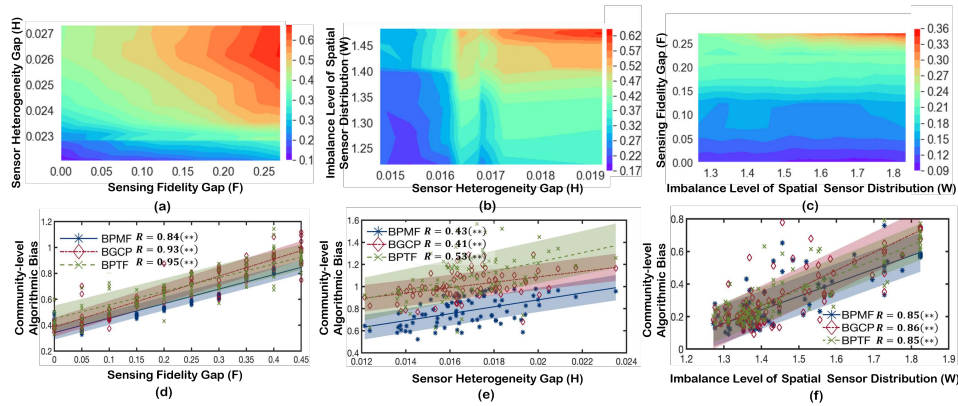 Sensor Heterogeneity Gap (H)
0.027
0.026
0.024
0.023
0.00 0.05 0.10 0.15 0.20 0.25
Sensing Fidelity Gap (F)
0.6
0.5
0.4
0.3
0.2
0.1
(a)
Imbalance Level of Spatial
Sensor Distribution (W)
1.45
1.40
1.30
1.25
0.015 0.016 0.017 0.018 0.019
Sensor Heterogeneity Gap (H)
0.62
0.57
0.52
0.47
0.42
0.37
0.32
0.27
0.22
0.17
(b)
Sensing Fidelity Gap (F)
0.25
0.20
0.15
0.10
0.05
0.00
1.3 1.4 1.5 1.6 1.7 1.8
Imbalance Level of Spatial Sensor Distribution (W)
0.36
0.33
0.30
0.27
0.24
0.21
0.18
0.15
0.12
0.09
(c)
Community-level
Algorithmic Bias
1.2
1
0.8
0.6
0.4
0.2
BPMF R = 0.84(**)
BGCP R = 0.93(**)
BPTF R = 0.95(**)
0 0.05 0.1 0.15 0.2 0.25 0.3 0.35 0.4 0.45
Sensing Fidelity Gap (F)
(d)
Community-level
Algorithmic Bias
1.6
1.4
1.2
1
0.8
0.6
0.4
BPMF R = 0.43(**)
BGCP R = 0.41(**)
BPTF R = 0.53(**)
0.012 0.014 0.016 0.018 0.02 0.022 0.024
Sensor Heterogeneity Gap (H)
(e)
Community-level
Algorithmic Bias
0.8
0.6
0.4
0.2
0
BPMF R = 0.85(**)
BGCP R = 0.86(**)
BPTF R = 0.85(**)
1.2 1.3 1.4 1.5 1.6 1.7 1.8 1.9
Imbalance Level of Spatial Sensor Distribution (W)
(f)